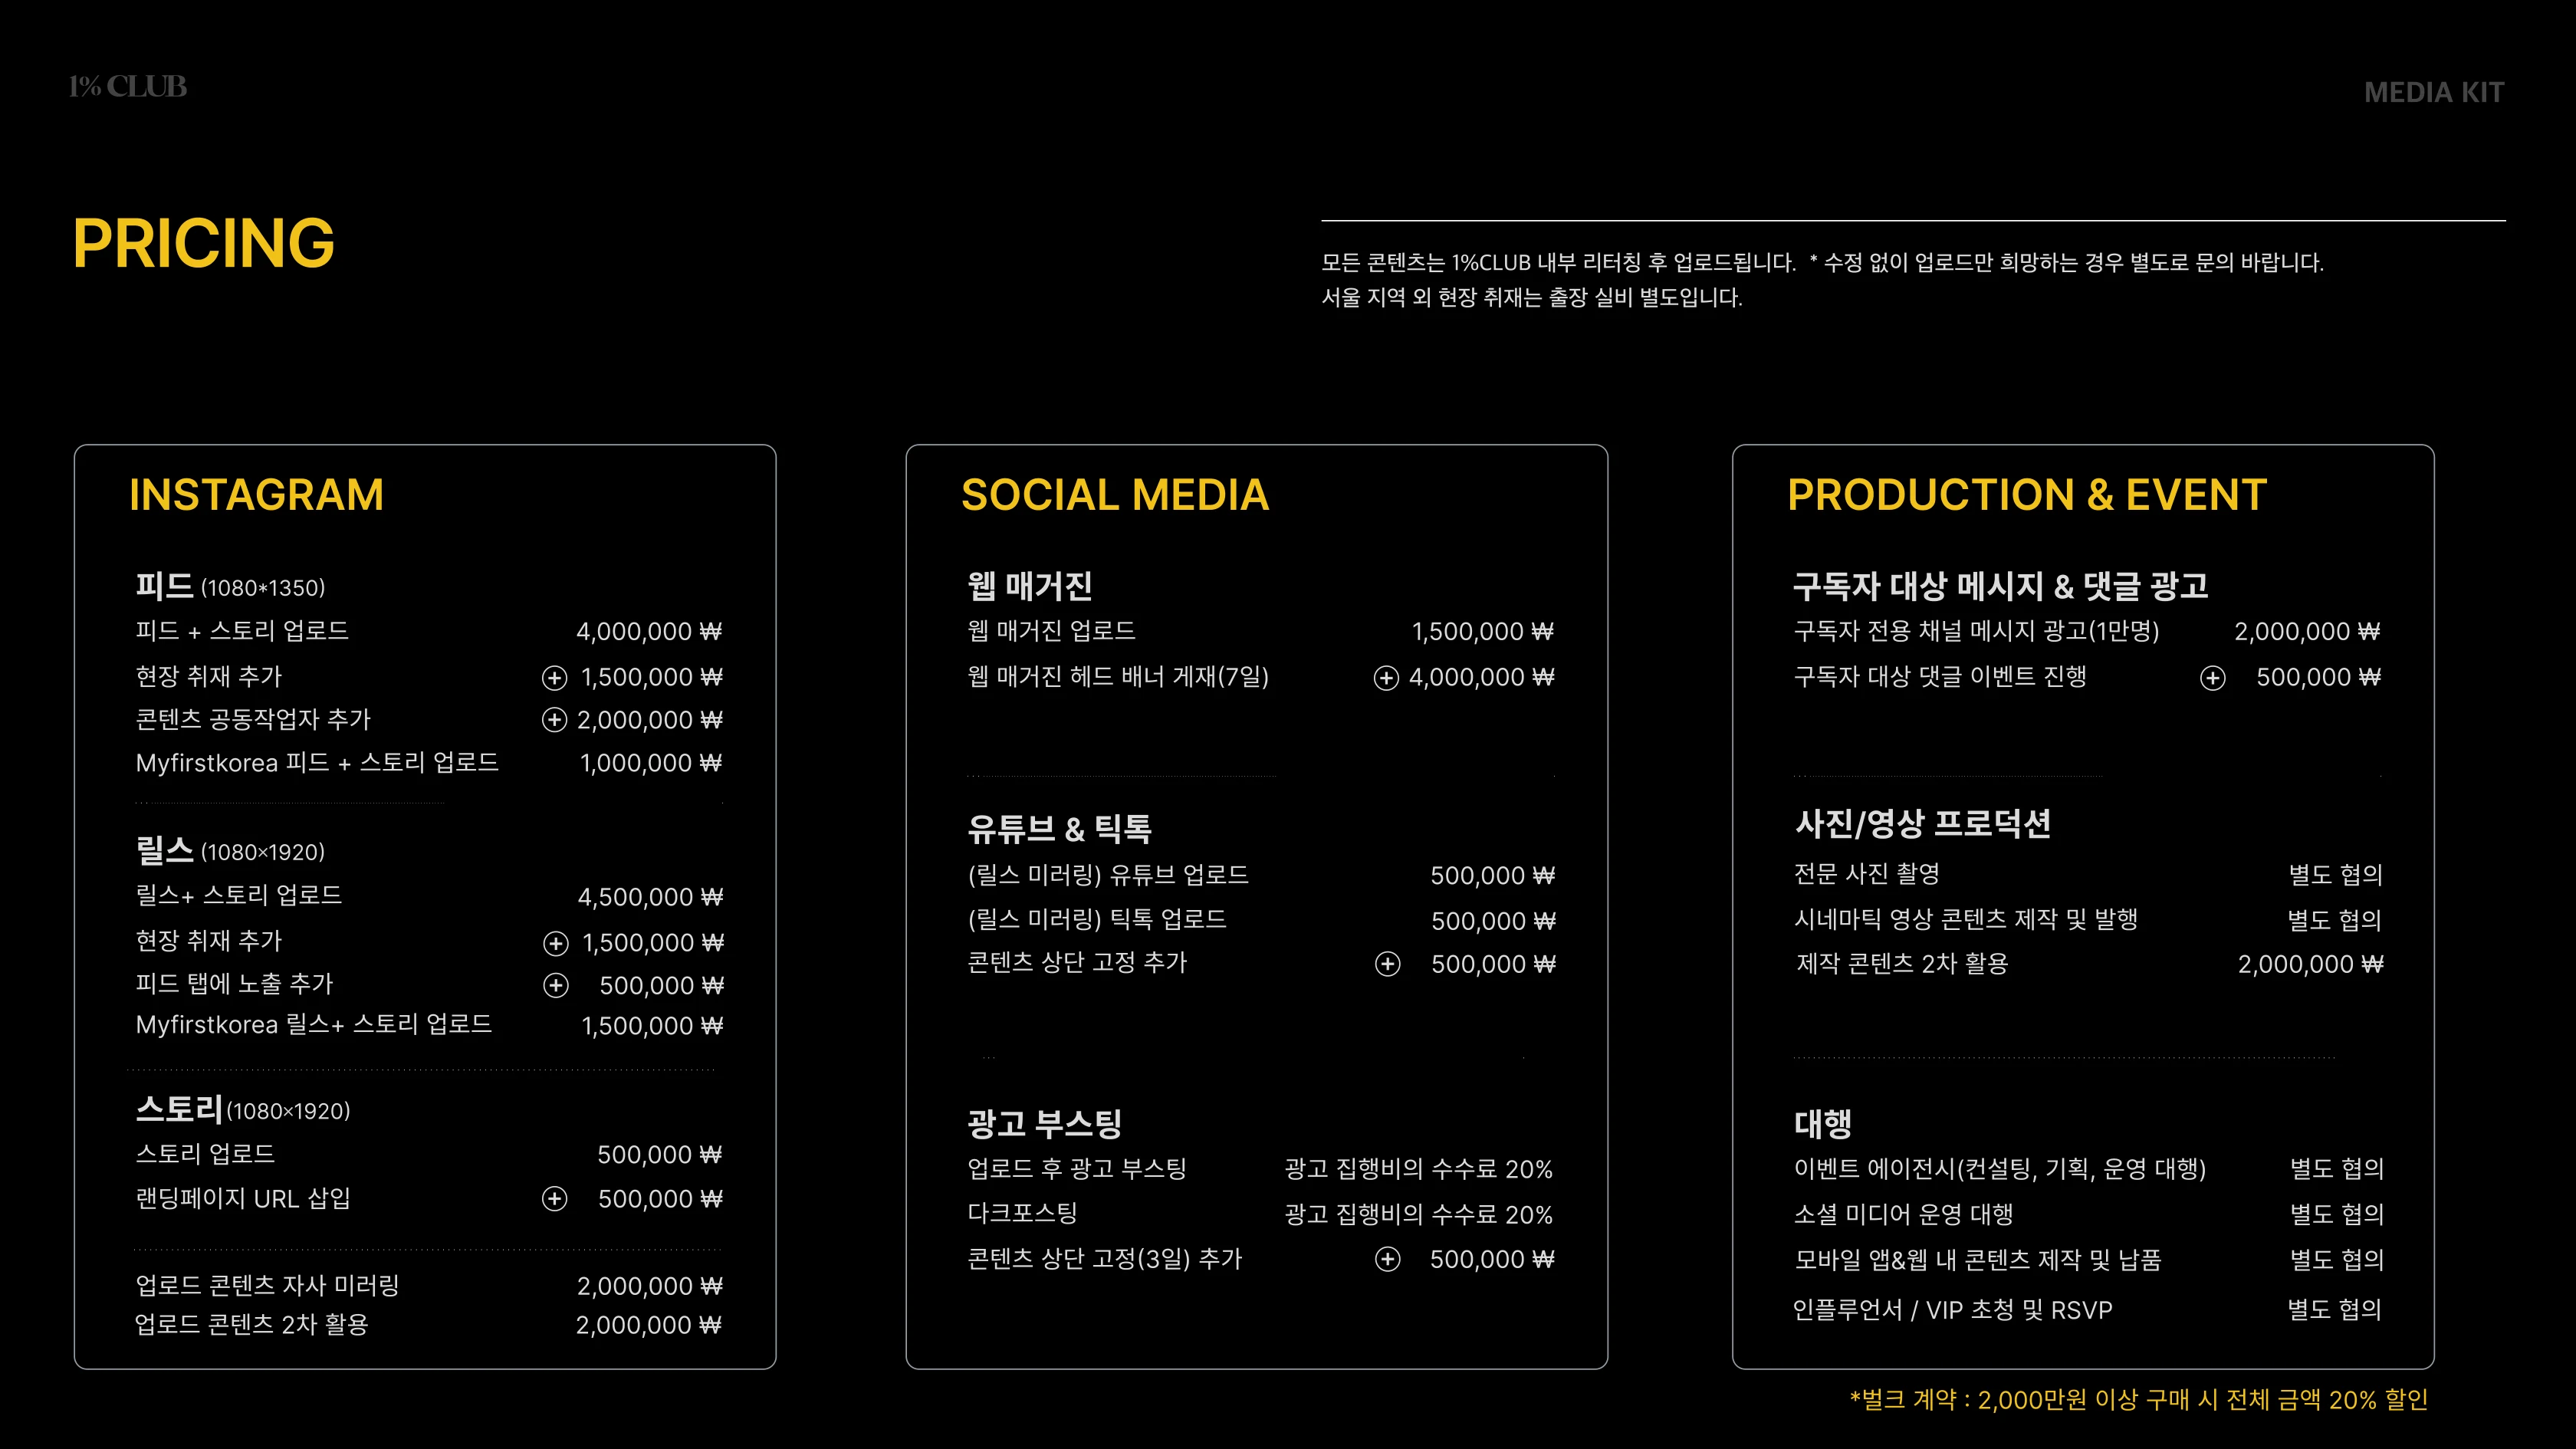 1% CLUB
MEDIA KIT
PRICING
모든 콘텐츠는 1%CLUB 내부 리터칭 후 업로드됩니다. * 수정 없이 업로드만 희망하는 경우 별도로 문의 바랍니다.
서울 지역 외 현장 취재는 출장 실비 별도입니다.
INSTAGRAM
피드 (1080*1350)
피드 + 스토리 업로드 4,000,000 ₩
현장 취재 추가 ⊕ 1,500,000 ₩
콘텐츠 공동작업자 추가 ⊕ 2,000,000 ₩
Myfirstkorea 피드 + 스토리 업로드 1,000,000 ₩
릴스 (1080×1920)
릴스+ 스토리 업로드 4,500,000 ₩
현장 취재 추가 ⊕ 1,500,000 ₩
피드 탭에 노출 추가 ⊕ 500,000 ₩
Myfirstkorea 릴스+ 스토리 업로드 1,500,000 ₩
스토리(1080×1920)
스토리 업로드 500,000 ₩
랜딩페이지 URL 삽입 ⊕ 500,000 ₩
업로드 콘텐츠 자사 미러링 2,000,000 ₩
업로드 콘텐츠 2차 활용 2,000,000 ₩
SOCIAL MEDIA
웹 매거진
웹 매거진 업로드 1,500,000 ₩
웹 매거진 헤드 배너 게재(7일) ⊕ 4,000,000 ₩
유튜브 & 틱톡
(릴스 미러링) 유튜브 업로드 500,000 ₩
(릴스 미러링) 틱톡 업로드 500,000 ₩
콘텐츠 상단 고정 추가 ⊕ 500,000 ₩
광고 부스팅
업로드 후 광고 부스팅 광고 집행비의 수수료 20%
다크포스팅 광고 집행비의 수수료 20%
콘텐츠 상단 고정(3일) 추가 ⊕ 500,000 ₩
PRODUCTION & EVENT
구독자 대상 메시지 & 댓글 광고
구독자 전용 채널 메시지 광고(1만명) 2,000,000 ₩
구독자 대상 댓글 이벤트 진행 ⊕ 500,000 ₩
사진/영상 프로덕션
전문 사진 촬영 별도 협의
시네마틱 영상 콘텐츠 제작 및 발행 별도 협의
제작 콘텐츠 2차 활용 2,000,000 ₩
대행
이벤트 에이전시(컨설팅, 기획, 운영 대행) 별도 협의
소셜 미디어 운영 대행 별도 협의
모바일 앱&웹 내 콘텐츠 제작 및 납품 별도 협의
인플루언서 / VIP 초청 및 RSVP 별도 협의
*벌크 계약 : 2,000만원 이상 구매 시 전체 금액 20% 할인